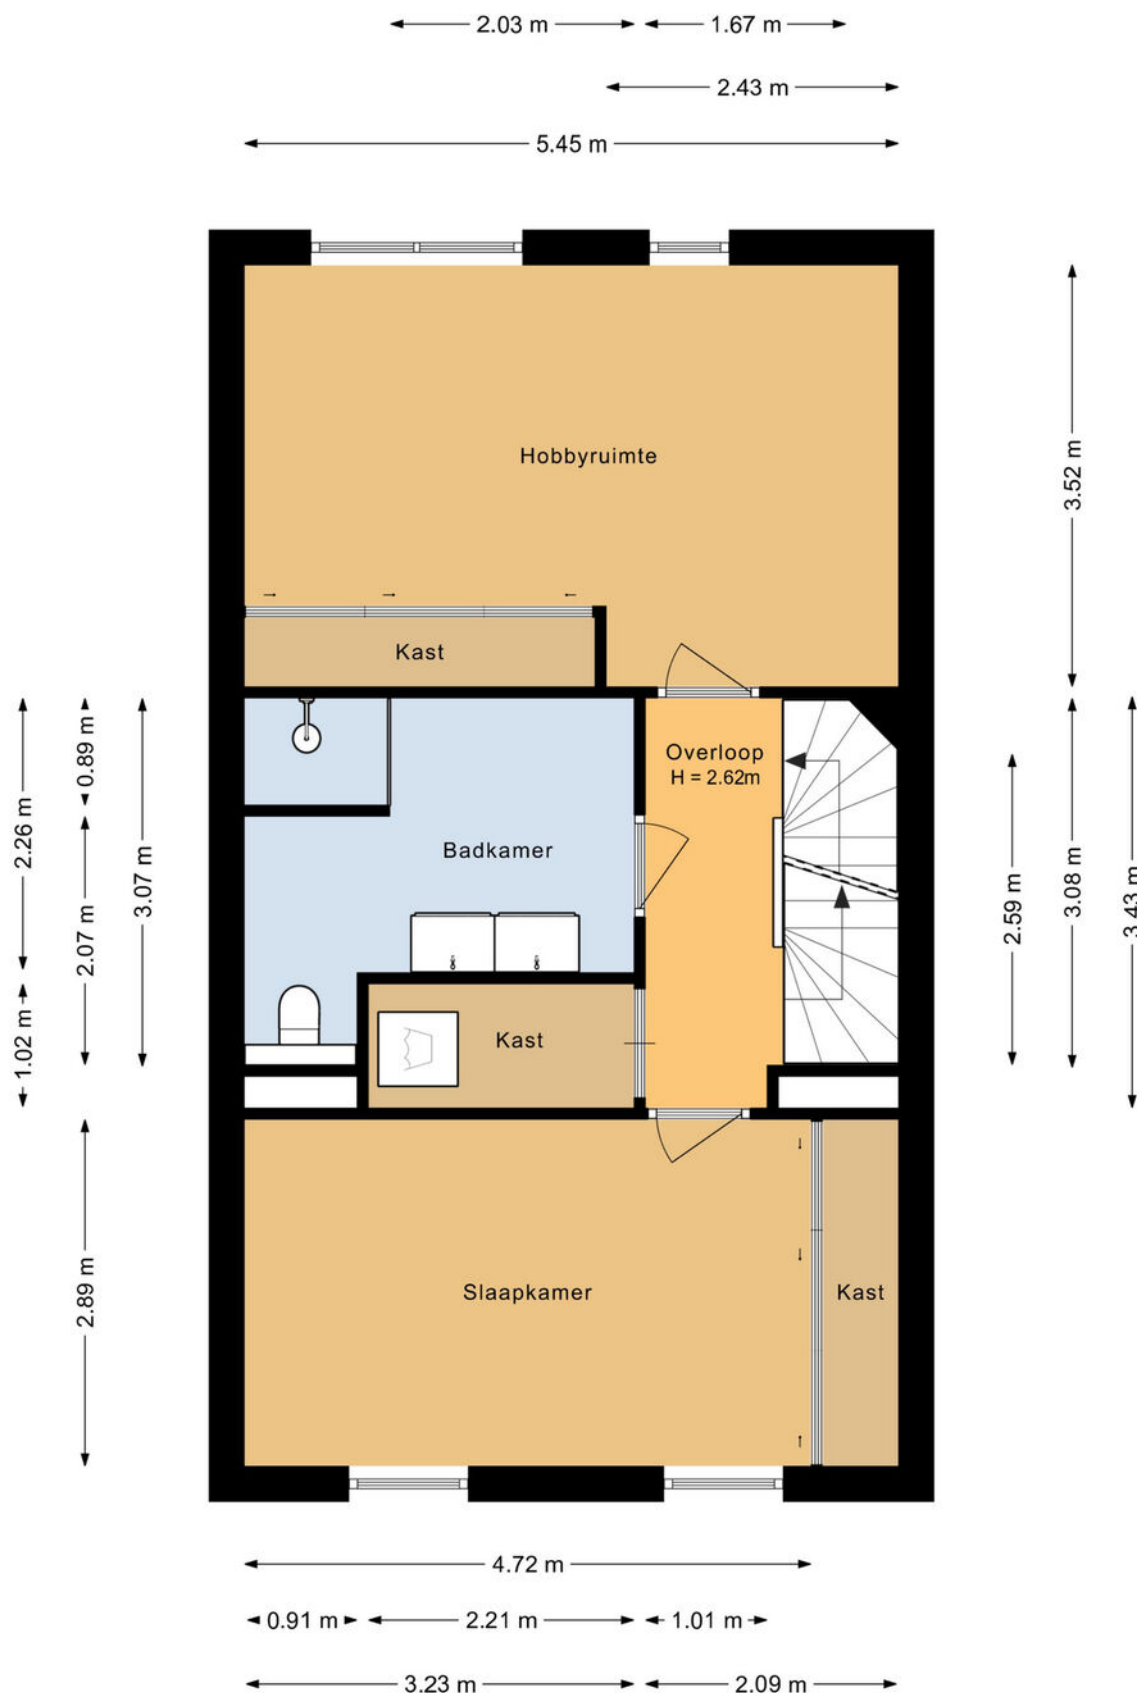 2.03 m
1.67 m
2.43 m
5.45 m
Hobbyruimte
3.52 m
Kast
Overloop
H = 2.62m
Badkamer
0.89 m
2.26 m
2.07 m
3.07 m
1.02 m
2.59 m
3.08 m
3.43 m
Kast
Slaapkamer
Kast
2.89 m
4.72 m
0.91 m
2.21 m
1.01 m
3.23 m
2.09 m